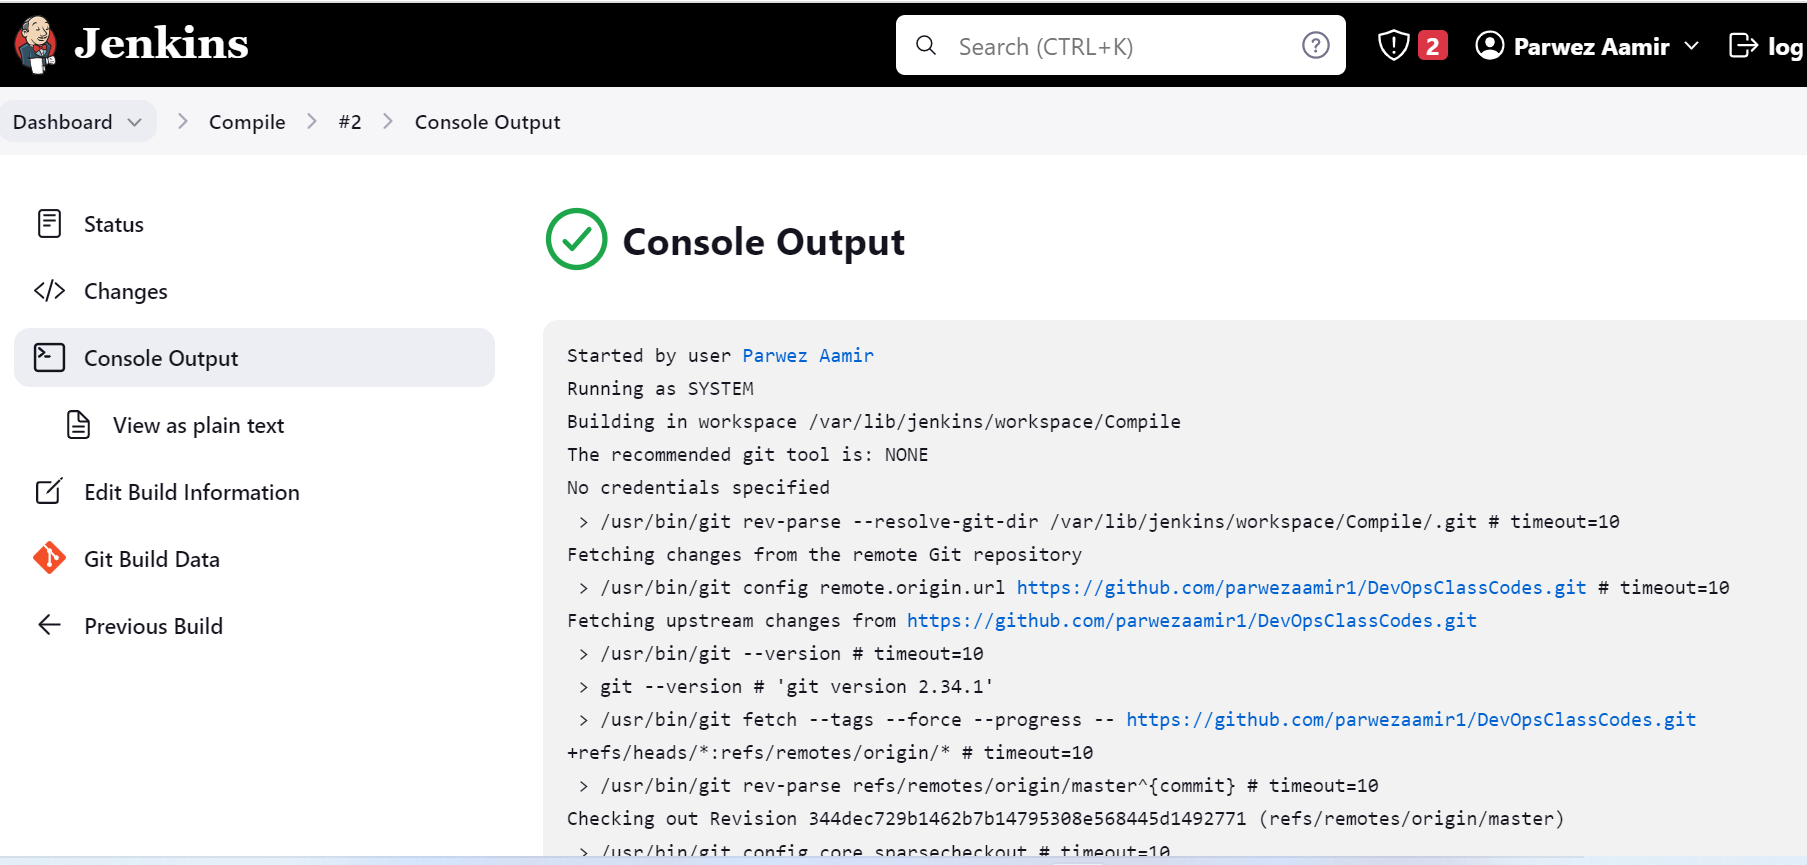 Jenkins
Search (CTRL+K)
2
Parwez Aamir
log
Dashboard
Compile
#2
Console Output
Status
Changes
Console Output
View as plain text
Edit Build Information
Git Build Data
Previous Build
Console Output
Started by user Parwez Aamir
Running as SYSTEM
Building in workspace /var/lib/jenkins/workspace/Compile
The recommended git tool is: NONE
No credentials specified
> /usr/bin/git rev-parse --resolve-git-dir /var/lib/jenkins/workspace/Compile/.git # timeout=10
Fetching changes from the remote Git repository
> /usr/bin/git config remote.origin.url https://github.com/parwezaamir1/DevOpsClassCodes.git # timeout=10
Fetching upstream changes from https://github.com/parwezaamir1/DevOpsClassCodes.git
> /usr/bin/git --version # timeout=10
> git --version # 'git version 2.34.1'
> /usr/bin/git fetch --tags --force --progress -- https://github.com/parwezaamir1/DevOpsClassCodes.git
+refs/heads/*:refs/remotes/origin/* # timeout=10
> /usr/bin/git rev-parse refs/remotes/origin/master^{commit} # timeout=10
Checking out Revision 344dec729b1462b7b14795308e568445d1492771 (refs/remotes/origin/master)
> /usr/bin/git config core.sparsecheckout # timeout=10